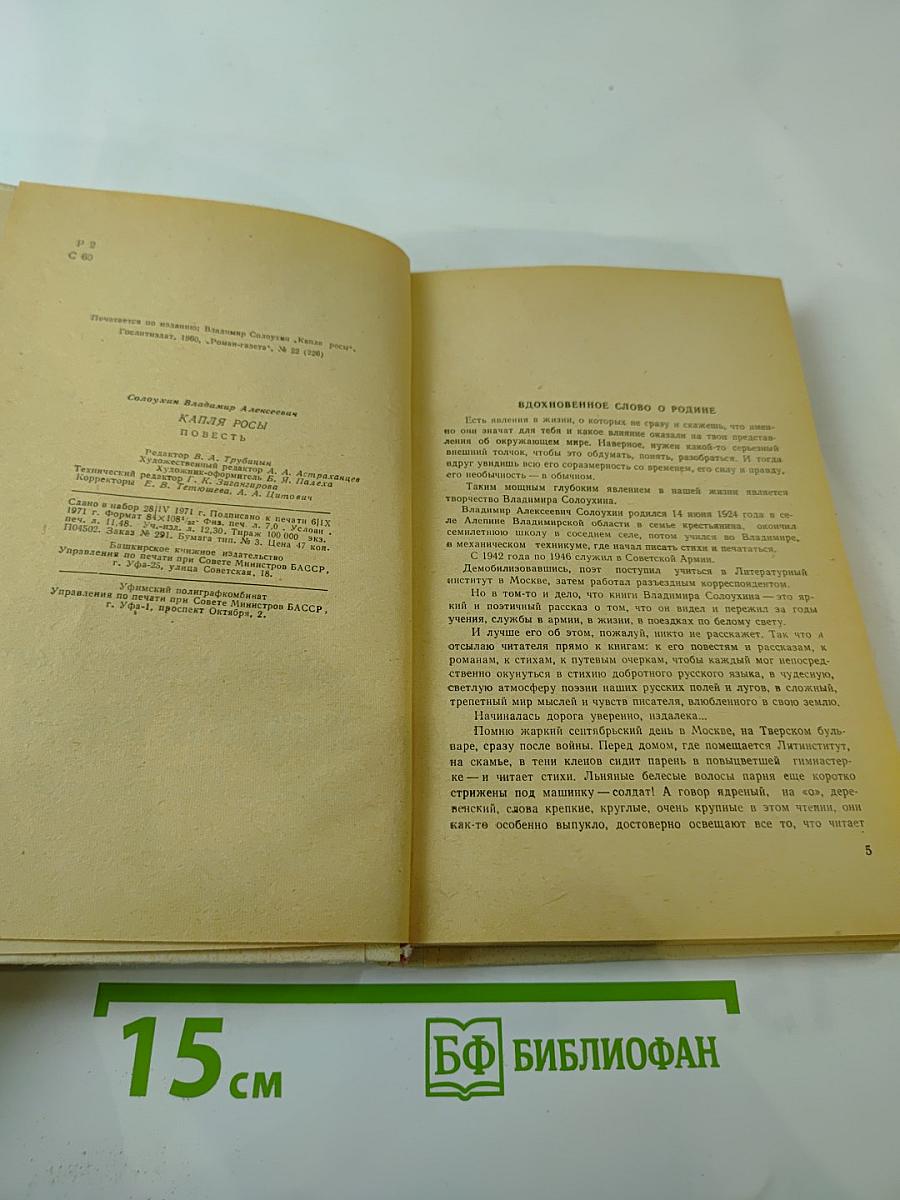 Р 2
С 60
Печатается по изданию: Владимир Солоухин „Капля росы“,
Гослитиздат, 1960, „Роман-газета“, № 22 (226)
Солоухин Владимир Алексеевич
КАПЛЯ РОСЫ
ПОВЕСТЬ
Редактор В. А. Трубицын
Художественный редактор А. А. Астраханцев
Художник-оформитель Б. Я. Палеха
Технический редактор Г. К. Зигангирова
Корректоры Е. В. Тетюшева, А. А. Цитович
Сдано в набор 28/IV 1971 г. Подписано к печати 6/IX
1971 г. Формат 84×108¹/₃₂. Физ. печ. л. 7,0. Условн.
печ. л. 11,48. Уч.-изд. л. 12,30. Тираж 100 000 экз.
П04502. Заказ № 291. Бумага тип. № 3. Цена 47 коп.
Башкирское книжное издательство
Управления по печати при Совете Министров БАССР,
г. Уфа-25, улица Советская, 18.
Уфимский полиграфкомбинат
Управления по печати при Совете Министров БАССР,
г. Уфа-1, проспект Октября, 2.
ВДОХНОВЕННОЕ СЛОВО О РОДИНЕ
Есть явления в жизни, о которых не сразу и скажешь, что имен-
но они значат для тебя и какое влияние оказали на твои представ-
ления об окружающем мире. Наверное, нужен какой-то серьезный
внешний толчок, чтобы это обдумать, понять, разобраться. И тогда
вдруг увидишь всю его соразмерность со временем, его силу и правду,
его необычность — в обычном.
Таким мощным глубоким явлением в нашей жизни является
творчество Владимира Солоухина.
Владимир Алексеевич Солоухин родился 14 июня 1924 года в се-
ле Алепине Владимирской области в семье крестьянина, окончил
семилетнюю школу в соседнем селе, потом учился во Владимире,
в механическом техникуме, где начал писать стихи и печататься.
С 1942 года по 1946 служил в Советской Армии.
Демобилизовавшись, поэт поступил учиться в Литературный
институт в Москве, затем работал разъездным корреспондентом.
Но в том-то и дело, что книги Владимира Солоухина — это яр-
кий и поэтичный рассказ о том, что он видел и пережил за годы
учения, службы в армии, в жизни, в поездках по белому свету.
И лучше его об этом, пожалуй, никто не расскажет. Так что я
отсылаю читателя прямо к книгам: к его повестям и рассказам, к
романам, к стихам, к путевым очеркам, чтобы каждый мог непосред-
ственно окунуться в стихию добротного русского языка, в чудесную,
светлую атмосферу поэзии наших русских полей и лугов, в сложный,
трепетный мир мыслей и чувств писателя, влюбленного в свою землю.
Начиналась дорога уверенно, издалека...
Помню жаркий сентябрьский день в Москве, на Тверском буль-
варе, сразу после войны. Перед домом, где помещается Литинститут,
на скамье, в тени кленов сидит парень в повыцветшей гимнастер-
ке — и читает стихи. Льняные белесые волосы парня еще коротко
стрижены под машинку — солдат! А говор ядреный, на «о», дере-
венский, слова крепкие, круглые, очень крупные в этом чтении, они
как-то особенно выпукло, достоверно освещают все то, что читает
5
15 см
БФ БИБЛИОФАН